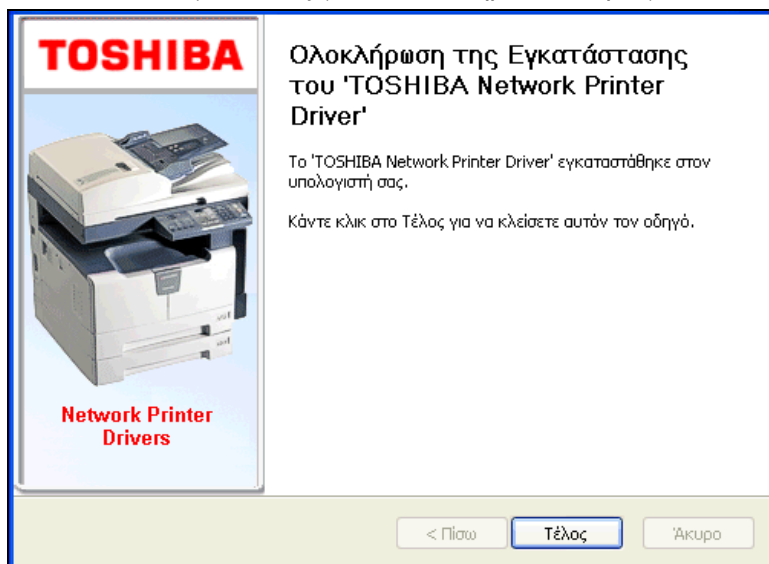 TOSHIBA
Network Printer
Drivers
Ολοκλήρωση της Εγκατάστασης
του 'TOSHIBA Network Printer
Driver'
Το 'TOSHIBA Network Printer Driver' εγκαταστάθηκε στον
υπολογιστή σας.
Κάντε κλικ στο Τέλος για να κλείσετε αυτόν τον οδηγό.
< Πίσω
Τέλος
Άκυρο